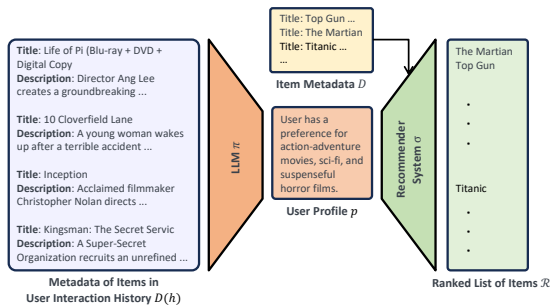 Title: Life of Pi (Blu-ray + DVD +
Digital Copy
Description: Director Ang Lee
creates a groundbreaking ...
Title: 10 Cloverfield Lane
Description: A young woman wakes
up after a terrible accident ...
Title: Inception
Description: Acclaimed filmmaker
Christopher Nolan directs ...
Title: Kingsman: The Secret Servic
Description: A Super-Secret
Organization recruits an unrefined ...
Metadata of Items in
User Interaction History D(h)
LLM π
Title: Top Gun ...
Title: The Martian
Title: Titanic ...
...
Item Metadata D
User has a
preference for
action-adventure
movies, sci-fi, and
suspenseful
horror films.
User Profile p
Recommender
System σ
The Martian
Top Gun
.
.
.
Titanic
.
.
.
Ranked List of Items ℛ